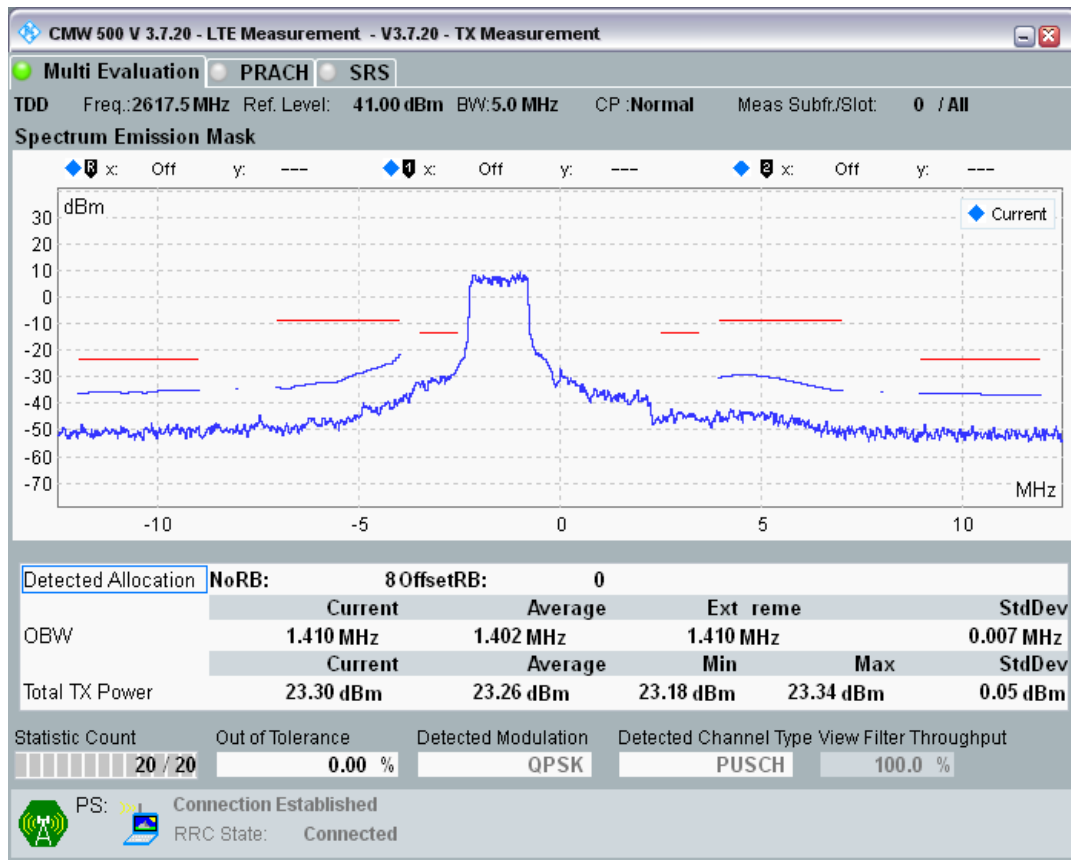 CMW 500 V 3.7.20 - LTE Measurement - V3.7.20 - TX Measurement
Multi Evaluation PRACH SRS
TDD Freq.:2617.5 MHz Ref. Level: 41.00 dBm BW:5.0 MHz CP :Normal Meas Subfr./Slot: 0 / All
Spectrum Emission Mask
R x: Off y: --- 1 x: Off y: --- 2 x: Off y: ---
dBm
Current
30
20
10
0
-10
-20
-30
-40
-50
-60
-70
MHz
-10 -5 0 5 10
Detected Allocation NoRB: 8 OffsetRB: 0
Current Average Ext reme StdDev
OBW 1.410 MHz 1.402 MHz 1.410 MHz 0.007 MHz
Current Average Min Max StdDev
Total TX Power 23.30 dBm 23.26 dBm 23.18 dBm 23.34 dBm 0.05 dBm
Statistic Count Out of Tolerance Detected Modulation Detected Channel Type View Filter Throughput
20 / 20 0.00 % QPSK PUSCH 100.0 %
PS: Connection Established
RRC State: Connected